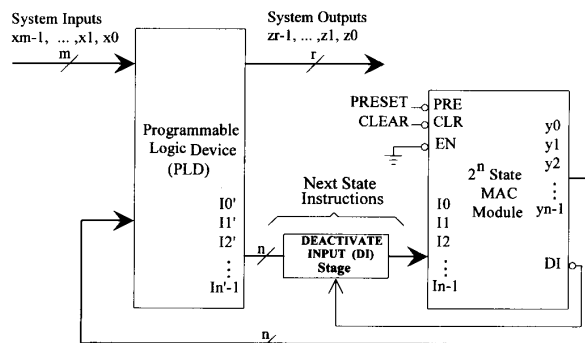 System Inputs
xm-1, ... ,x1, x0
m
System Outputs
zr-1, ... ,z1, z0
r
Programmable
Logic Device
(PLD)
I0'
I1'
I2'
⋮
In'-1
n
Next State
Instructions
DEACTIVATE
INPUT (DI)
Stage
PRESET
CLEAR
PRE
CLR
EN
2^n State
MAC
Module
y0
y1
y2
⋮
yn-1
I0
I1
I2
⋮
In-1
DI
n